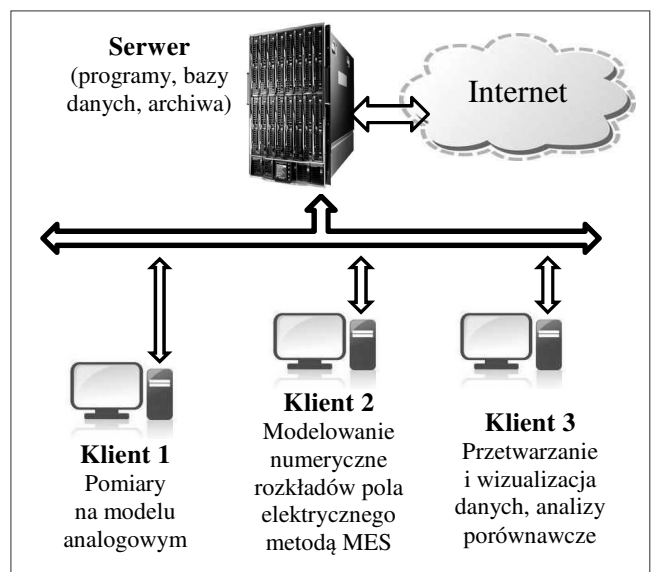 Serwer
(programy, bazy
danych, archiwa)
Internet
Klient 1
Pomiary
na modelu
analogowym
Klient 2
Modelowanie
numeryczne
rozkładów pola
elektrycznego
metodą MES
Klient 3
Przetwarzanie
i wizualizacja
danych, analizy
porównawcze